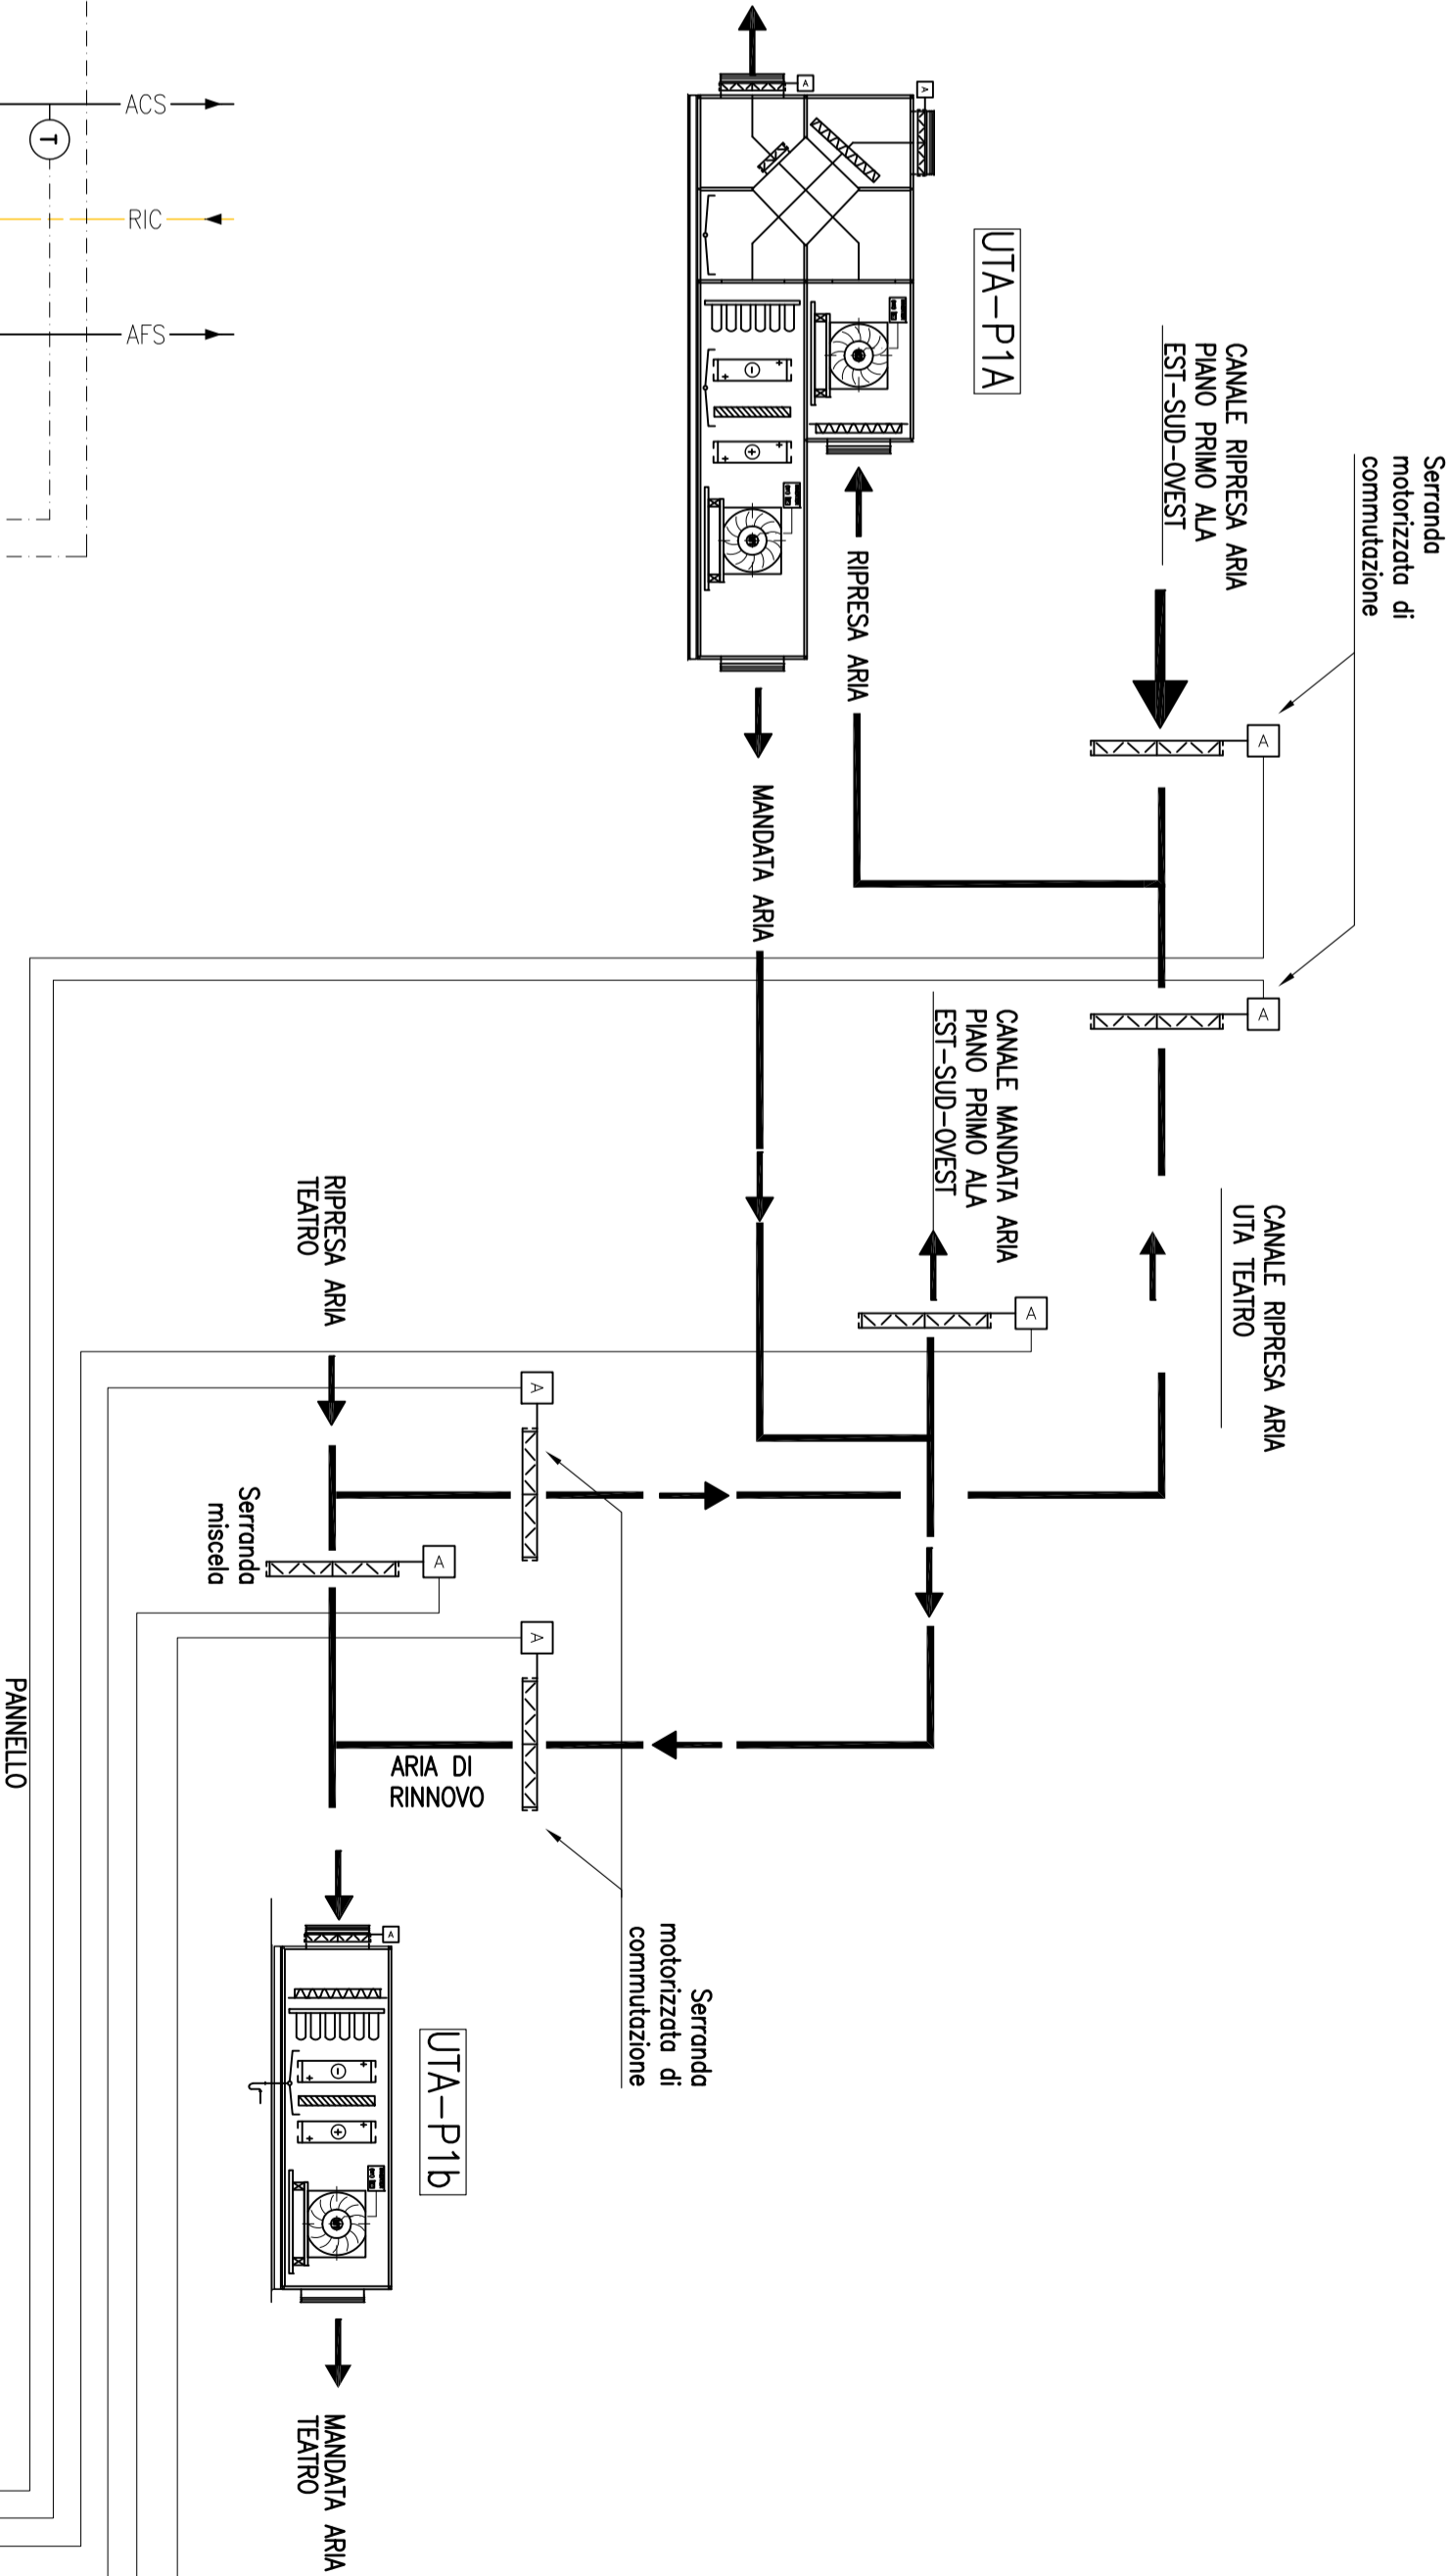 ACS
T
RIC
AFS
A
A
UTA-P1A
CANALE RIPRESA ARIA
PIANO PRIMO ALA
EST-SUD-OVEST
Serranda
motorizzata di
commutazione
RIPRESA ARIA
MANDATA ARIA
A
A
CANALE MANDATA ARIA
PIANO PRIMO ALA
EST-SUD-OVEST
CANALE RIPRESA ARIA
UTA TEATRO
A
RIPRESA ARIA
TEATRO
A
Serranda
miscela
A
A
ARIA DI
RINNOVO
Serranda
motorizzata di
commutazione
A
UTA-P1b
MANDATA ARIA
TEATRO
PANNELLO